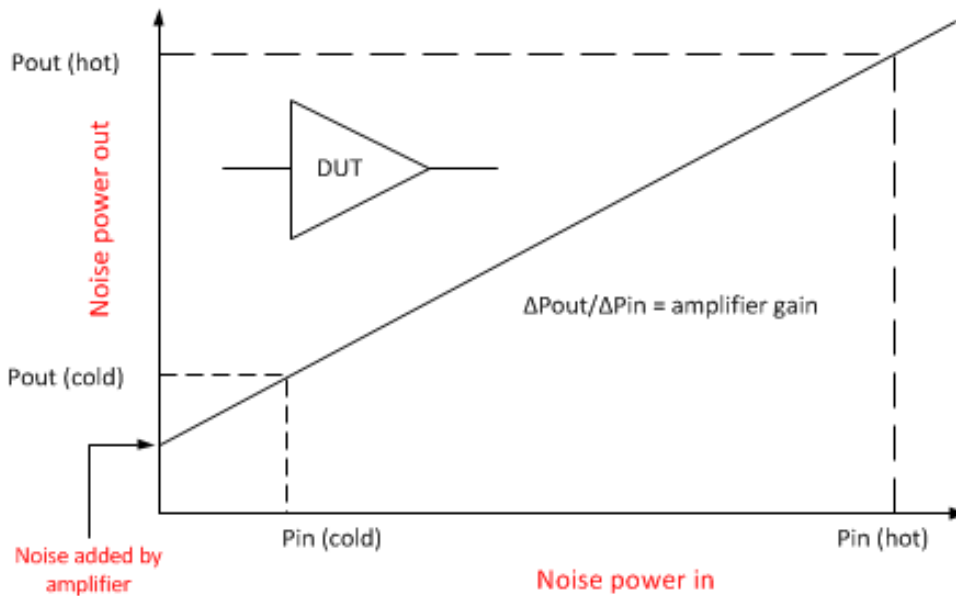 Pout (hot)
Noise power out
DUT
ΔPout/ΔPin = amplifier gain
Pout (cold)
Pin (cold)
Pin (hot)
Noise added by
amplifier
Noise power in